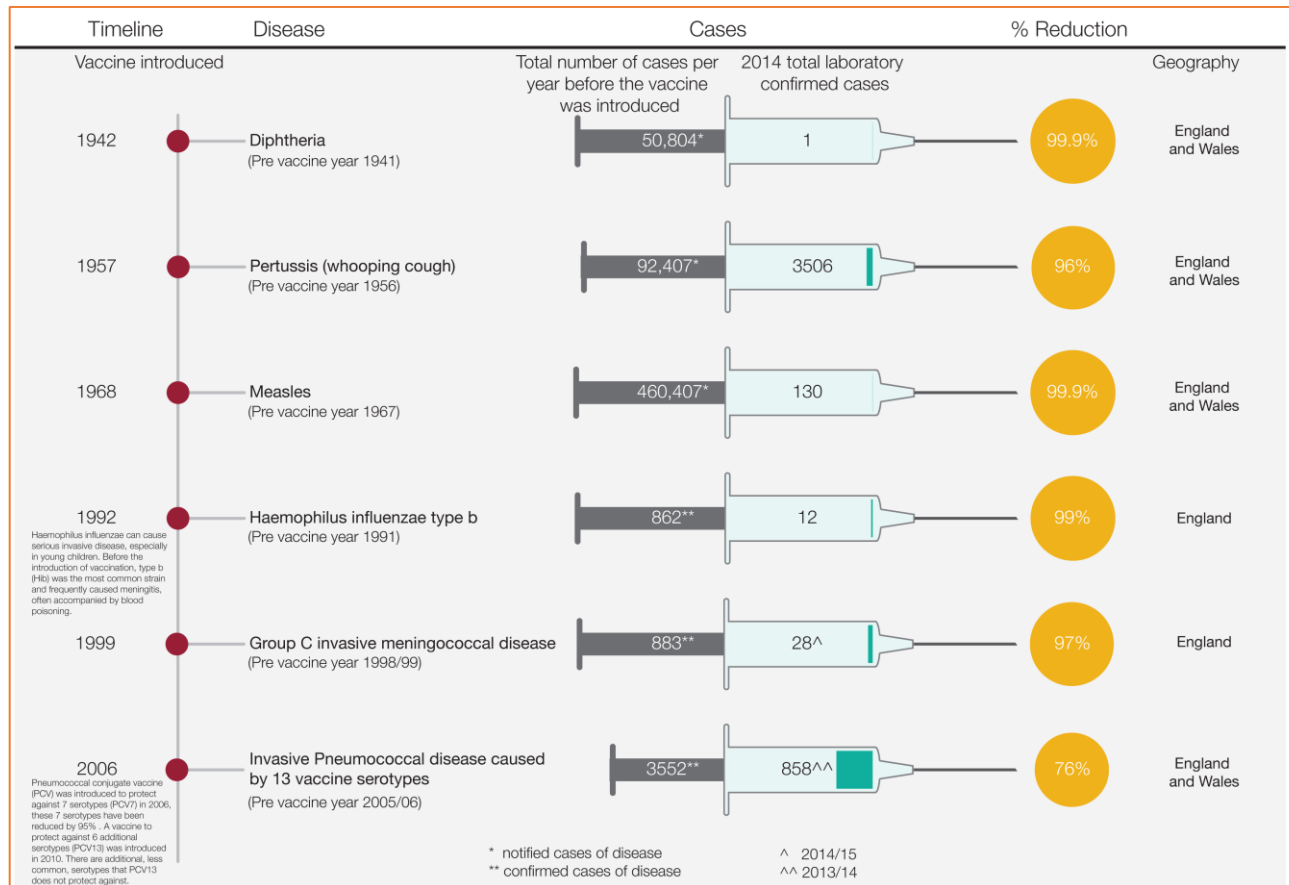 Timeline
Disease
Cases
% Reduction
Vaccine introduced
Total number of cases per
year before the vaccine
was introduced
2014 total laboratory
confirmed cases
Geography
1942
Diphtheria
(Pre vaccine year 1941)
50,804*
1
99.9%
England
and Wales
1957
Pertussis (whooping cough)
(Pre vaccine year 1956)
92,407*
3506
96%
England
and Wales
1968
Measles
(Pre vaccine year 1967)
460,407*
130
99.9%
England
and Wales
1992
Haemophilus influenzae can cause
serious invasive disease, especially
in young children. Before the
introduction of vaccination, type b
(Hib) was the most common strain
and frequently caused meningitis,
often accompanied by blood
poisoning.
Haemophilus influenzae type b
(Pre vaccine year 1991)
862**
12
99%
England
1999
Group C invasive meningococcal disease
(Pre vaccine year 1998/99)
883**
28^
97%
England
2006
Pneumococcal conjugate vaccine
(PCV) was introduced to protect
against 7 serotypes (PCV7) in 2006,
these 7 serotypes have been
reduced by 95% . A vaccine to
protect against 6 additional
serotypes (PCV13) was introduced
in 2010. There are additional, less
common, serotypes that PCV13
does not protect against.
Invasive Pneumococcal disease caused
by 13 vaccine serotypes
(Pre vaccine year 2005/06)
3552**
858^^
76%
England
and Wales
* notified cases of disease
** confirmed cases of disease
^ 2014/15
^^ 2013/14